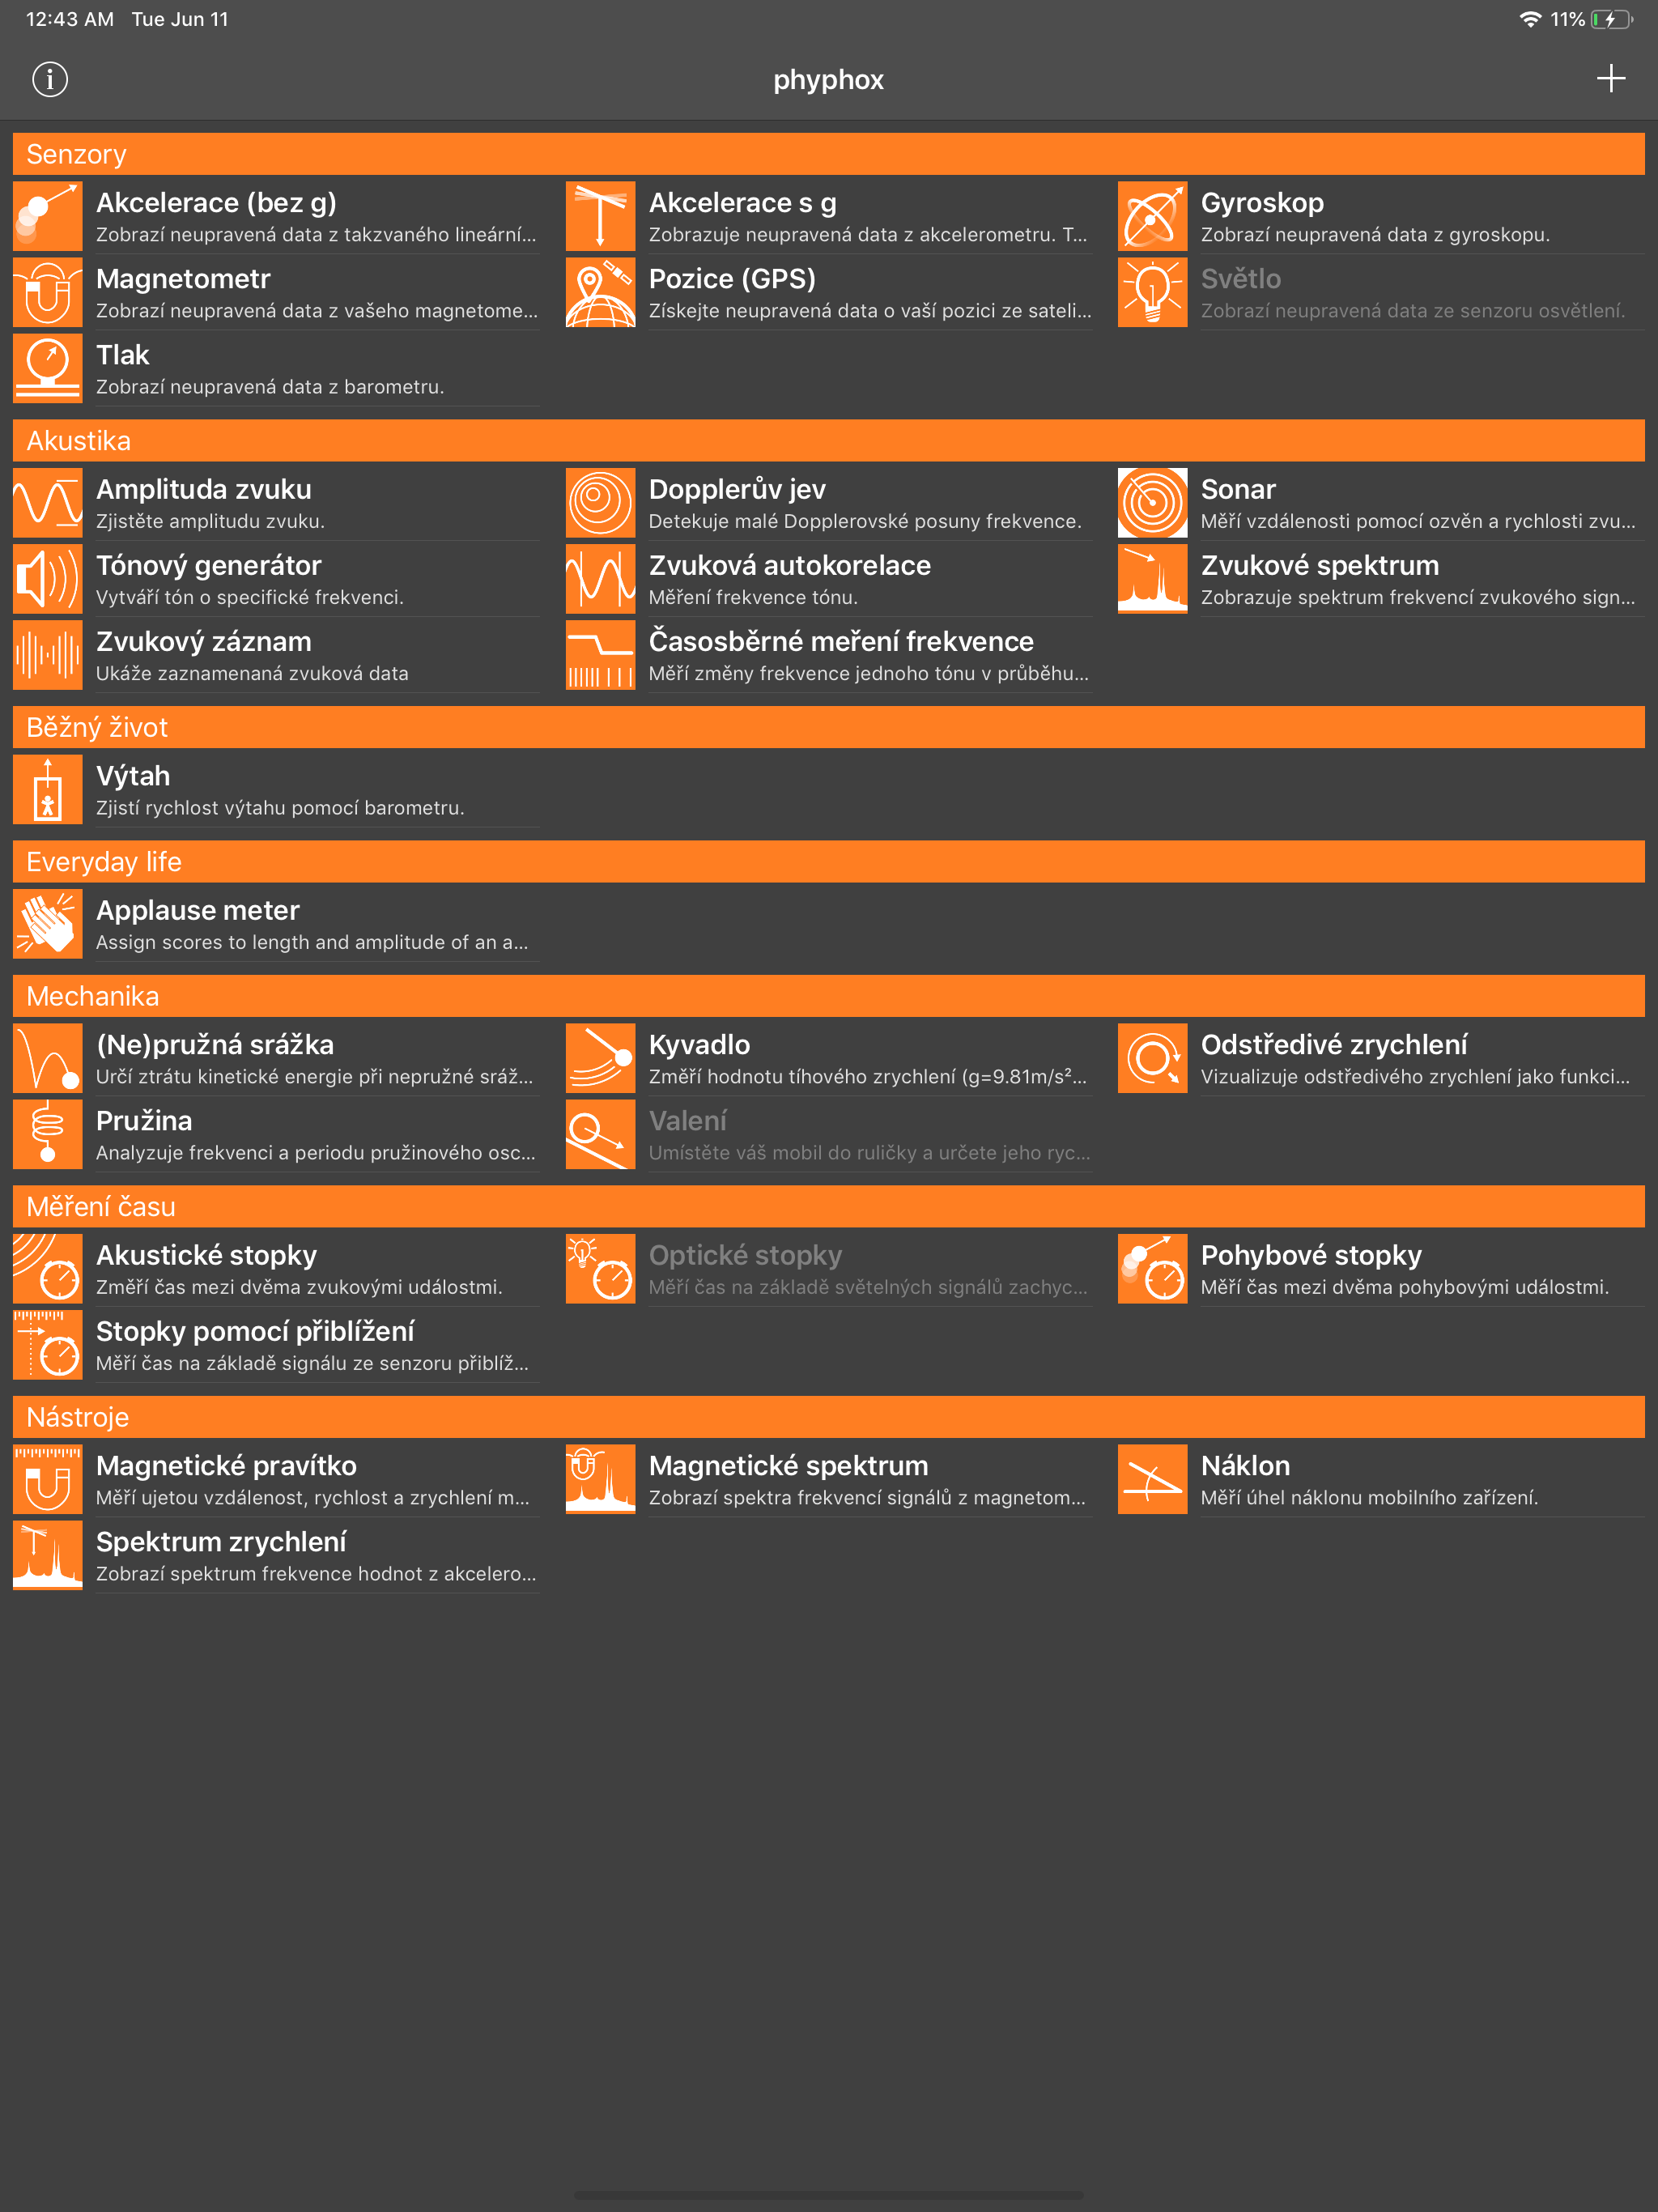 12:43 AM Tue Jun 11 11%
phyphox
Senzory
Akcelerace (bez g)
Zobrazí neupravená data z takzvaného lineární...
Akcelerace s g
Zobrazuje neupravená data z akcelerometru. T...
Gyroskop
Zobrazí neupravená data z gyroskopu.
Magnetometr
Zobrazí neupravená data z vašeho magnetome...
Pozice (GPS)
Získejte neupravená data o vaší pozici ze sateli...
Světlo
Zobrazí neupravená data ze senzoru osvětlení.
Tlak
Zobrazí neupravená data z barometru.
Akustika
Amplituda zvuku
Zjistěte amplitudu zvuku.
Dopplerův jev
Detekuje malé Dopplerovské posuny frekvence.
Sonar
Měří vzdálenosti pomocí ozvěn a rychlosti zvu...
Tónový generátor
Vytváří tón o specifické frekvenci.
Zvuková autokorelace
Měření frekvence tónu.
Zvukové spektrum
Zobrazuje spektrum frekvencí zvukového sign...
Zvukový záznam
Ukáže zaznamenaná zvuková data
Časosběrné meření frekvence
Měří změny frekvence jednoho tónu v průběhu...
Běžný život
Výtah
Zjistí rychlost výtahu pomocí barometru.
Everyday life
Applause meter
Assign scores to length and amplitude of an a...
Mechanika
(Ne)pružná srážka
Určí ztrátu kinetické energie při nepružné sráž...
Kyvadlo
Změří hodnotu tíhového zrychlení (g=9.81m/s²...
Odstředivé zrychlení
Vizualizuje odstředivého zrychlení jako funkci...
Pružina
Analyzuje frekvenci a periodu pružinového osc...
Valení
Umístěte váš mobil do ruličky a určete jeho ryc...
Měření času
Akustické stopky
Změří čas mezi dvěma zvukovými událostmi.
Optické stopky
Měří čas na základě světelných signálů zachyc...
Pohybové stopky
Měří čas mezi dvěma pohybovými událostmi.
Stopky pomocí přiblížení
Měří čas na základě signálu ze senzoru přiblíž...
Nástroje
Magnetické pravítko
Měří ujetou vzdálenost, rychlost a zrychlení m...
Magnetické spektrum
Zobrazí spektra frekvencí signálů z magnetom...
Náklon
Měří úhel náklonu mobilního zařízení.
Spektrum zrychlení
Zobrazí spektrum frekvence hodnot z akcelero...